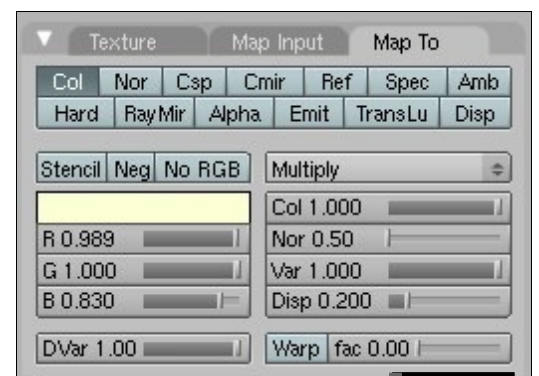 Texture Map Input Map To
Col Nor Csp Cmir Ref Spec Amb
Hard RayMir Alpha Emit TransLu Disp
Stencil Neg No RGB Multiply
Col 1.000
R 0.989 Nor 0.50
G 1.000 Var 1.000
B 0.830 Disp 0.200
DVar 1.00 Warp fac 0.00